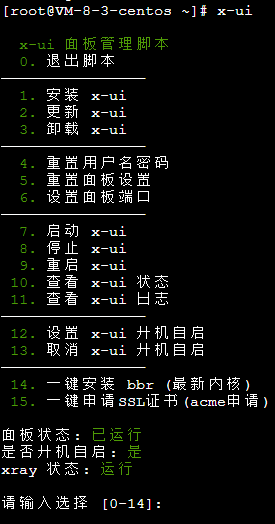 [root@VM-8-3-centos ~]# x-ui
x-ui 面板管理脚本
0. 退出脚本
1. 安装 x-ui
2. 更新 x-ui
3. 卸载 x-ui
4. 重置用户名密码
5. 重置面板设置
6. 设置面板端口
7. 启动 x-ui
8. 停止 x-ui
9. 重启 x-ui
10. 查看 x-ui 状态
11. 查看 x-ui 日志
12. 设置 x-ui 开机自启
13. 取消 x-ui 开机自启
14. 一键安装 bbr (最新内核)
15. 一键申请SSL证书(acme申请)
面板状态: 已运行
是否开机自启: 是
xray 状态: 运行
请输入选择 [0-14]: